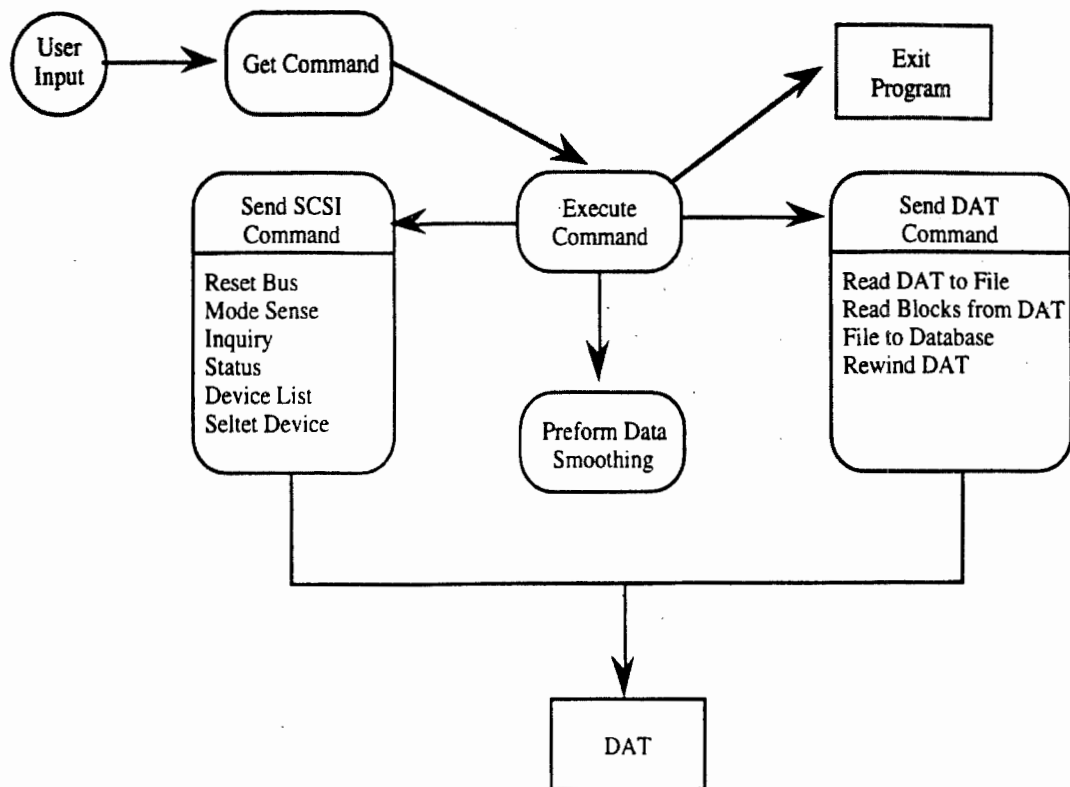 User
Input
Get Command
Exit
Program
Send SCSI
Command
Reset Bus
Mode Sense
Inquiry
Status
Device List
Seltet Device
Execute
Command
Send DAT
Command
Read DAT to File
Read Blocks from DAT
File to Database
Rewind DAT
Preform Data
Smoothing
DAT